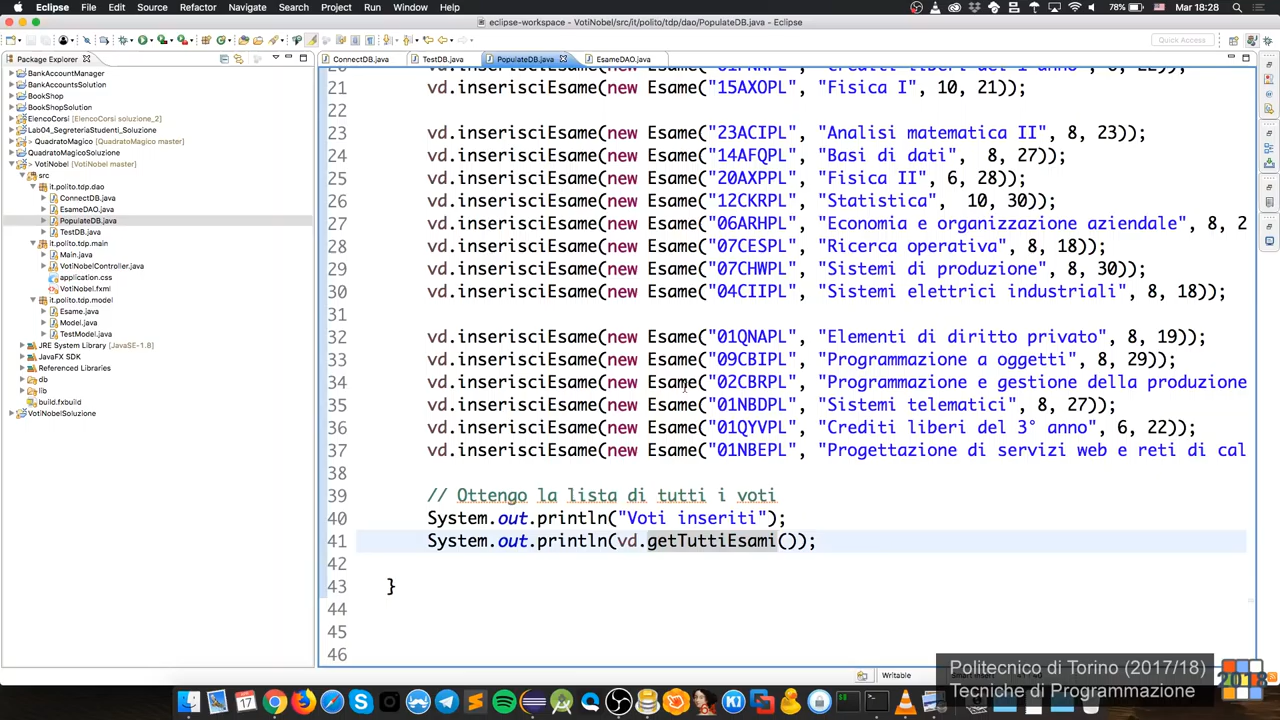 Eclipse File Edit Source Refactor Navigate Search Project Run Window Help 78% Mar 18:28
eclipse-workspace - VotiNobel/src/it/polito/tdp/dao/PopulateDB.java - Eclipse
Quick Access
Package Explorer
ConnectDB.java TestDB.java PopulateDB.java EsameDAO.java
BankAccountManager
BankAccountsSolution
BookShop
BookShopSolution
ElencoCorsi [ElencoCorsi soluzione_2]
Lab04_SegreteriaStudenti_Soluzione
> QuadratoMagico [QuadratoMagico master]
QuadratoMagicoSoluzione
> VotiNobel [VotiNobel master]
src
it.polito.tdp.dao
ConnectDB.java
EsameDAO.java
PopulateDB.java
TestDB.java
it.polito.tdp.main
Main.java
VotiNobelController.java
application.css
VotiNobel.fxml
it.polito.tdp.model
Esame.java
Model.java
TestModel.java
JRE System Library [JavaSE-1.8]
JavaFX SDK
Referenced Libraries
db
lib
build.fxbuild
VotiNobelSoluzione
21 vd.inserisciEsame(new Esame("15AXOPL", "Fisica I", 10, 21));
22
23 vd.inserisciEsame(new Esame("23ACIPL", "Analisi matematica II", 8, 23));
24 vd.inserisciEsame(new Esame("14AFQPL", "Basi di dati", 8, 27));
25 vd.inserisciEsame(new Esame("20AXPPL", "Fisica II", 6, 28));
26 vd.inserisciEsame(new Esame("12CKRPL", "Statistica", 10, 30));
27 vd.inserisciEsame(new Esame("06ARHPL", "Economia e organizzazione aziendale", 8, 2
28 vd.inserisciEsame(new Esame("07CESPL", "Ricerca operativa", 8, 18));
29 vd.inserisciEsame(new Esame("07CHWPL", "Sistemi di produzione", 8, 30));
30 vd.inserisciEsame(new Esame("04CIIPL", "Sistemi elettrici industriali", 8, 18));
31
32 vd.inserisciEsame(new Esame("01QNAPL", "Elementi di diritto privato", 8, 19));
33 vd.inserisciEsame(new Esame("09CBIPL", "Programmazione a oggetti", 8, 29));
34 vd.inserisciEsame(new Esame("02CBRPL", "Programmazione e gestione della produzione
35 vd.inserisciEsame(new Esame("01NBDPL", "Sistemi telematici", 8, 27));
36 vd.inserisciEsame(new Esame("01QYVPL", "Crediti liberi del 3° anno", 6, 22));
37 vd.inserisciEsame(new Esame("01NBEPL", "Progettazione di servizi web e reti di cal
38
39 // Ottengo la lista di tutti i voti
40 System.out.println("Voti inseriti");
41 System.out.println(vd.getTuttiEsami());
42
43 }
44
45
46
Writable
Politecnico di Torino (2017/18)
Tecniche di Programmazione
2018